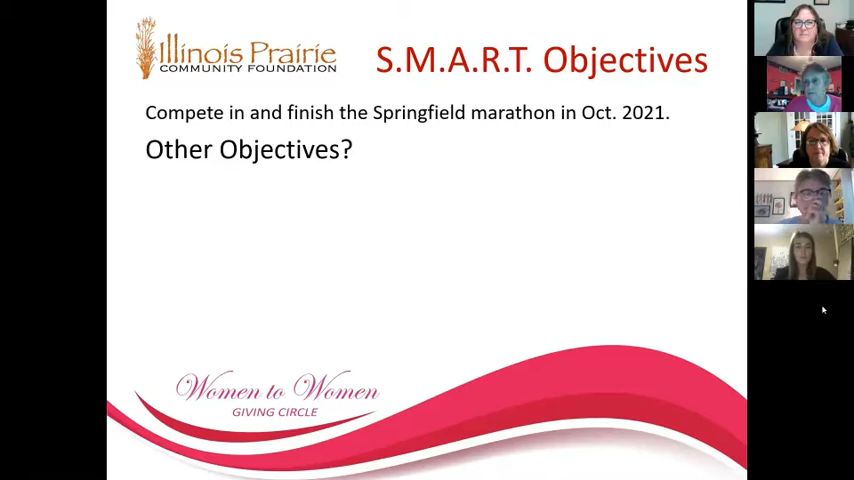 Illinois Prairie
COMMUNITY FOUNDATION
S.M.A.R.T. Objectives
Compete in and finish the Springfield marathon in Oct. 2021.
Other Objectives?
Women to Women
GIVING CIRCLE